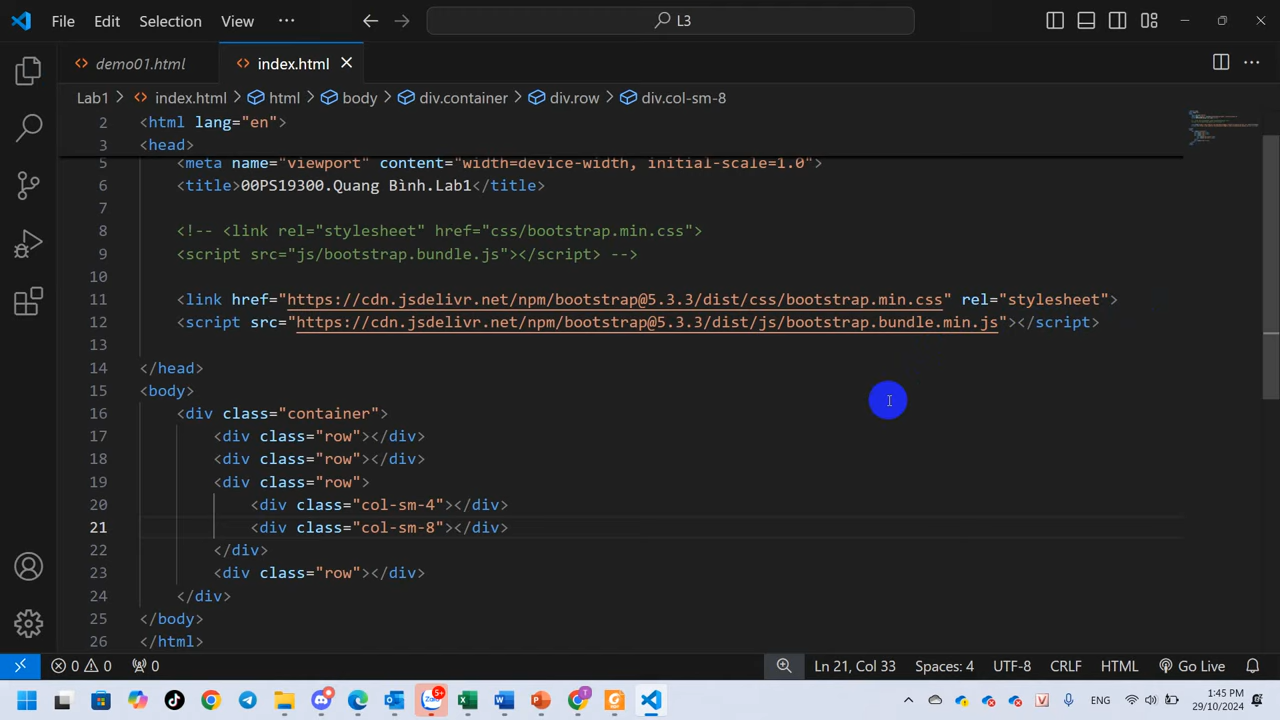 File Edit Selection View ··· L3
demo01.html index.html
Lab1 > index.html > html > body > div.container > div.row > div.col-sm-8
2 <html lang="en">
3 <head>
5 <meta name="viewport" content="width=device-width, initial-scale=1.0">
6 <title>00PS19300.Quang Bình.Lab1</title>
7
8 <!-- <link rel="stylesheet" href="css/bootstrap.min.css">
9 <script src="js/bootstrap.bundle.js"></script> -->
10
11 <link href="https://cdn.jsdelivr.net/npm/bootstrap@5.3.3/dist/css/bootstrap.min.css" rel="stylesheet">
12 <script src="https://cdn.jsdelivr.net/npm/bootstrap@5.3.3/dist/js/bootstrap.bundle.min.js"></script>
13
14 </head>
15 <body>
16 <div class="container">
17 <div class="row"></div>
18 <div class="row"></div>
19 <div class="row">
20 <div class="col-sm-4"></div>
21 <div class="col-sm-8"></div>
22 </div>
23 <div class="row"></div>
24 </div>
25 </body>
26 </html>
0 0 0 Ln 21, Col 33 Spaces: 4 UTF-8 CRLF HTML Go Live
Zalo 5+ T V ENG 1:45 PM
29/10/2024